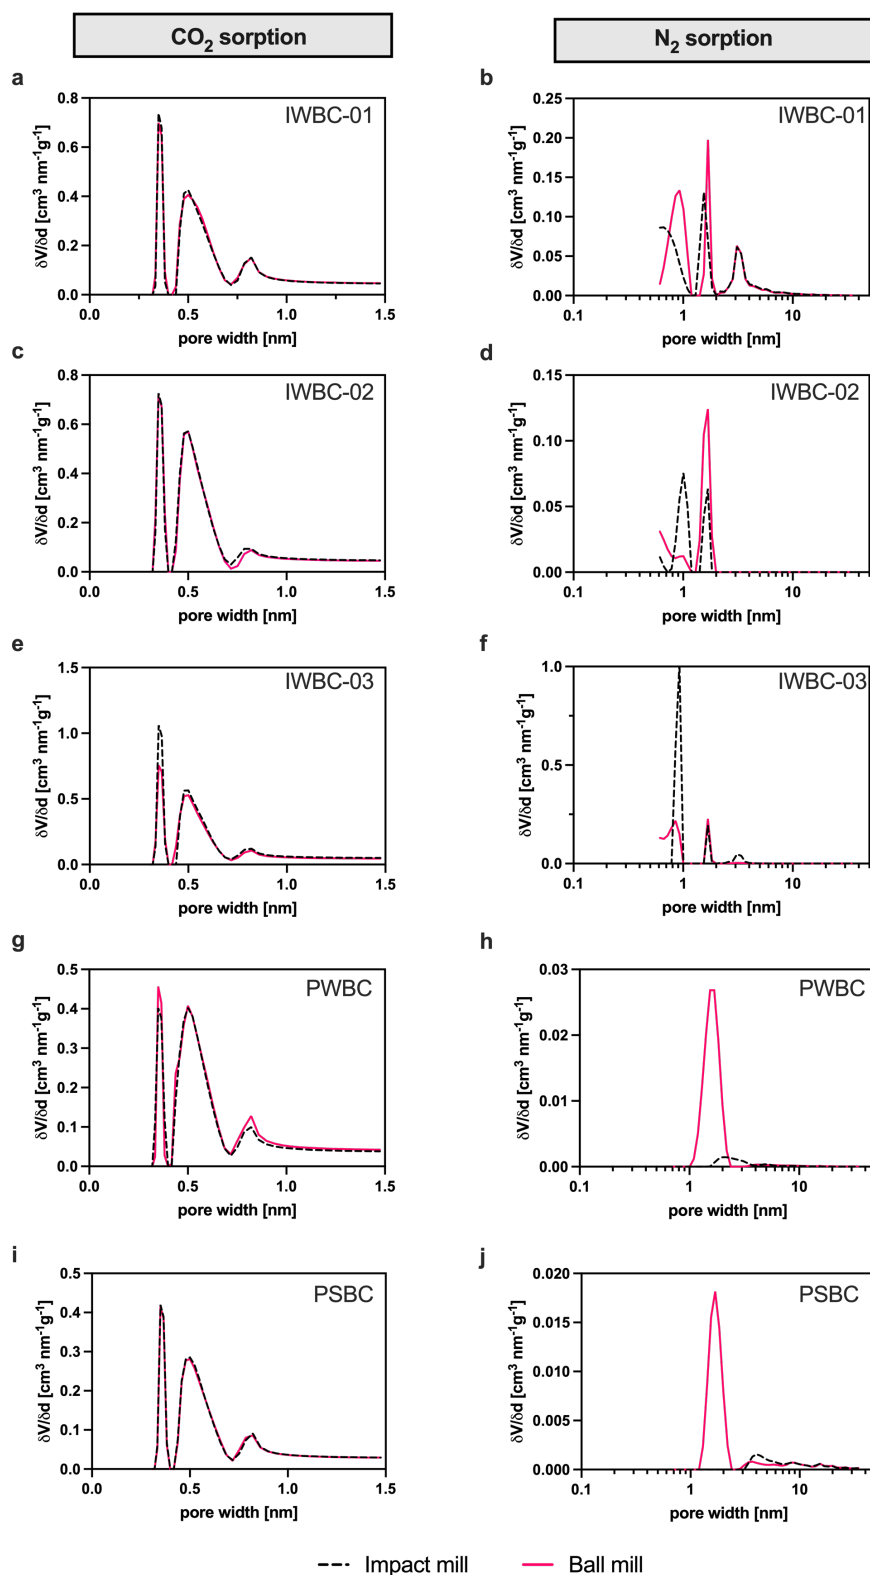 CO2 sorption
N2 sorption
a
IWBC-01
δV/δd [cm3 nm-1g-1]
0.8
0.6
0.4
0.2
0.0
0.0 0.5 1.0 1.5
pore width [nm]
b
IWBC-01
δV/δd [cm3 nm-1g-1]
0.25
0.20
0.15
0.10
0.05
0.00
0.1 1 10
pore width [nm]
c
IWBC-02
δV/δd [cm3 nm-1g-1]
0.8
0.6
0.4
0.2
0.0
0.0 0.5 1.0 1.5
pore width [nm]
d
IWBC-02
δV/δd [cm3 nm-1g-1]
0.15
0.10
0.05
0.00
0.1 1 10
pore width [nm]
e
IWBC-03
δV/δd [cm3 nm-1g-1]
1.5
1.0
0.5
0.0
0.0 0.5 1.0 1.5
pore width [nm]
f
IWBC-03
δV/δd [cm3 nm-1g-1]
1.0
0.5
0.0
0.1 1 10
pore width [nm]
g
PWBC
δV/δd [cm3 nm-1g-1]
0.5
0.4
0.3
0.2
0.1
0.0
0.0 0.5 1.0 1.5
pore width [nm]
h
PWBC
δV/δd [cm3 nm-1g-1]
0.03
0.02
0.01
0.00
0.1 1 10
pore width [nm]
i
PSBC
δV/δd [cm3 nm-1g-1]
0.5
0.4
0.3
0.2
0.1
0.0
0.0 0.5 1.0 1.5
pore width [nm]
j
PSBC
δV/δd [cm3 nm-1g-1]
0.020
0.015
0.010
0.005
0.000
0.1 1 10
pore width [nm]
Impact mill Ball mill